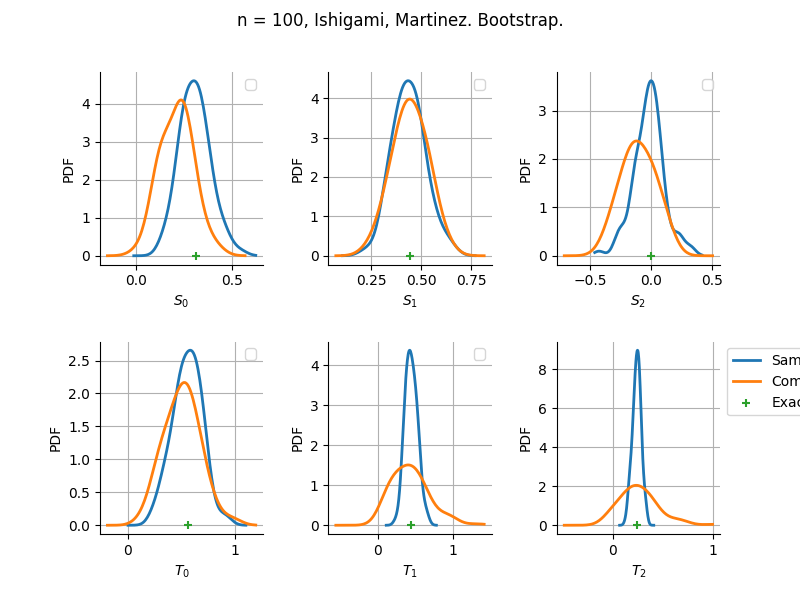 n = 100, Ishigami, Martinez. Bootstrap.
PDF
4
3
2
1
0
0.0 0.5
S0
PDF
4
3
2
1
0
0.25 0.50 0.75
S1
PDF
3
2
1
0
−0.5 0.0 0.5
S2
PDF
2.5
2.0
1.5
1.0
0.5
0.0
0 1
T0
PDF
4
3
2
1
0
0 1
T1
PDF
8
6
4
2
0
0 1
T2
Sam
Com
Exac